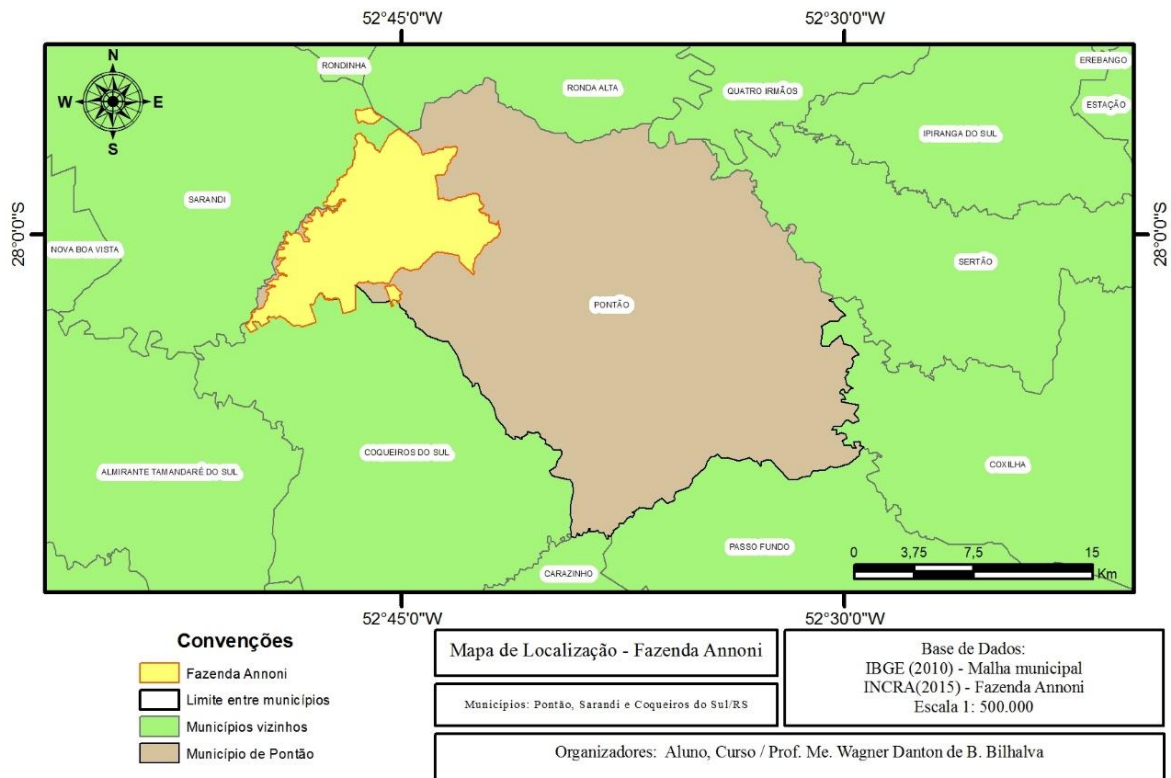 52°45'0"W
52°30'0"W
N
W
E
S
RONDINHA
RONDA ALTA
QUATRO IRMÃOS
EREBANGO
ESTAÇÃO
IPIRANGA DO SUL
SARANDI
28°0'0"S
28°0'0"S
NOVA BOA VISTA
SERTÃO
PONTÃO
COQUEIROS DO SUL
ALMIRANTE TAMANDARÉ DO SUL
COXILHA
PASSO FUNDO
CARAZINHO
0 3,75 7,5 15
Km
52°45'0"W
52°30'0"W
Convenções
Fazenda Annoni
Limite entre municípios
Municípios vizinhos
Município de Pontão
Mapa de Localização - Fazenda Annoni
Municípios: Pontão, Sarandi e Coqueiros do Sul/RS
Base de Dados:
IBGE (2010) - Malha municipal
INCRA(2015) - Fazenda Annoni
Escala 1: 500.000
Organizadores: Aluno, Curso / Prof. Me. Wagner Danton de B. Bilhalva